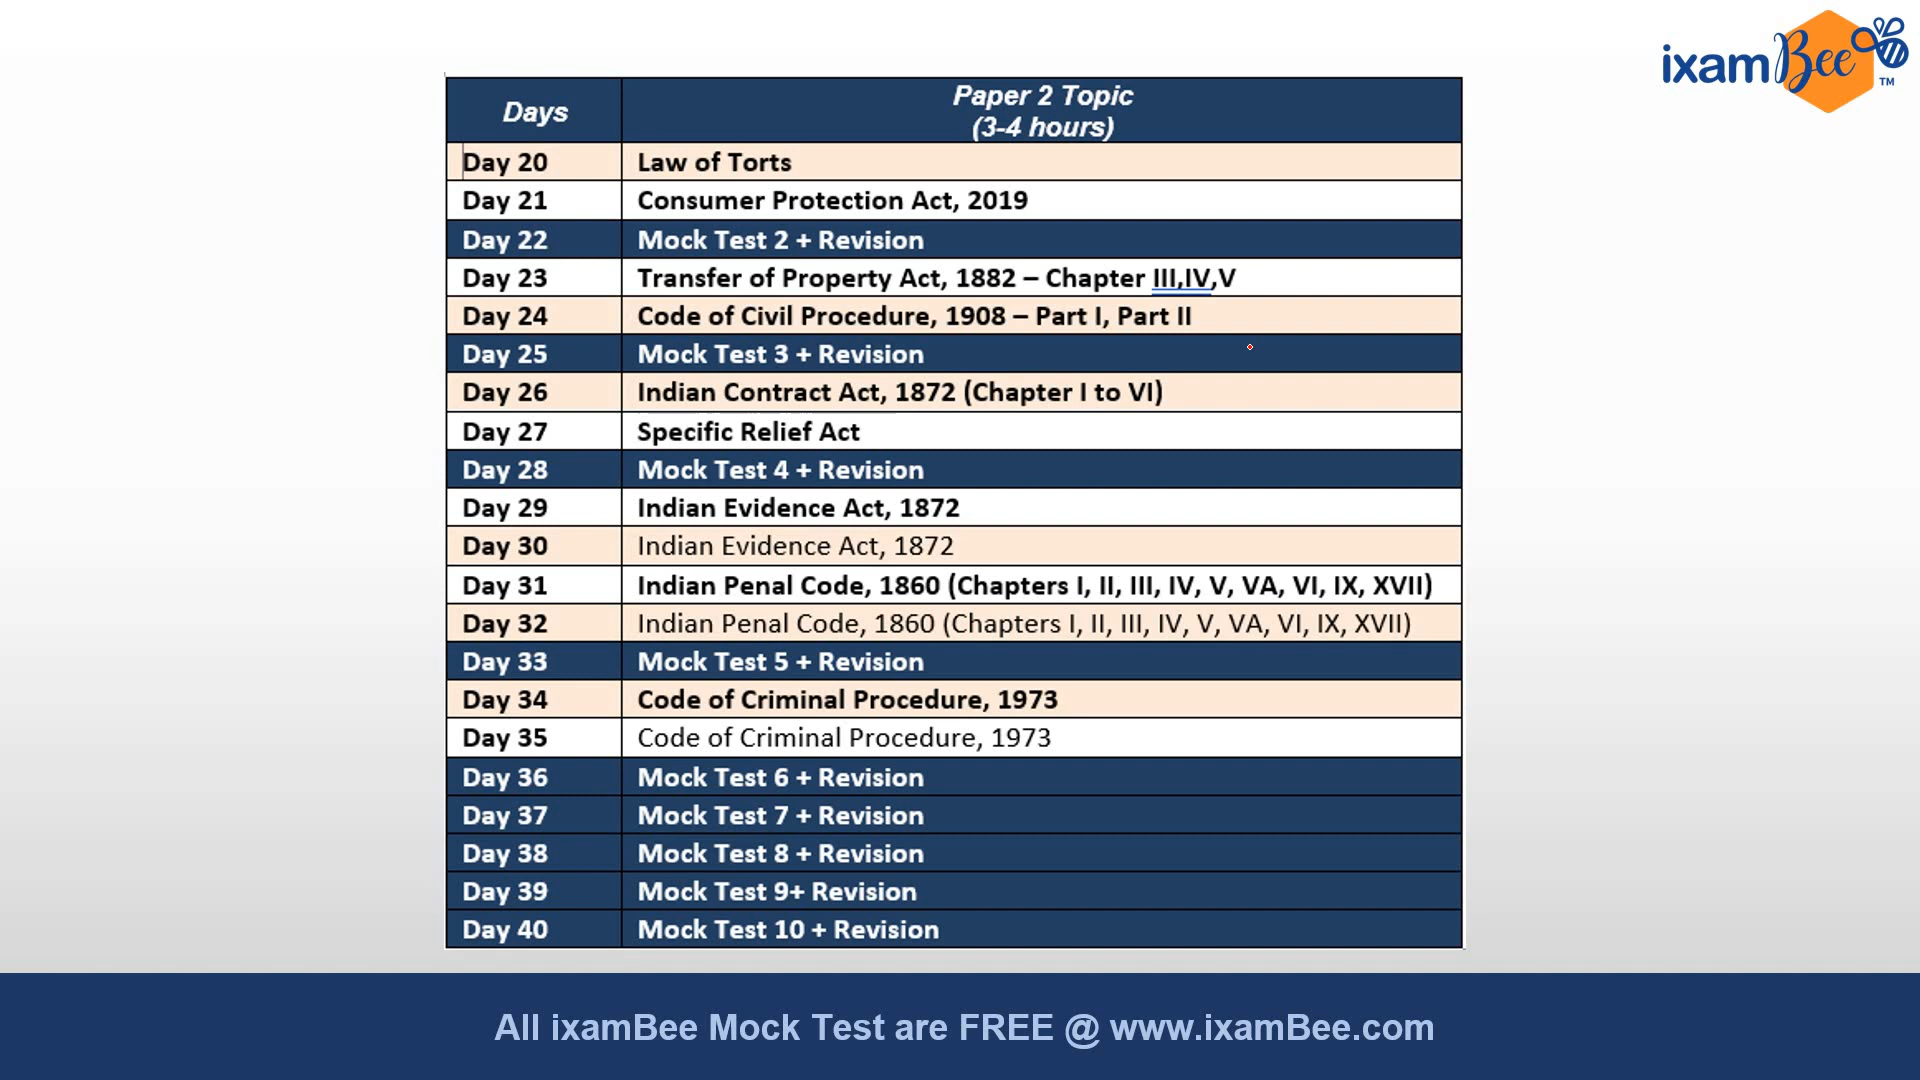 ixamBee™
Days
Paper 2 Topic
(3-4 hours)
Day 20 Law of Torts
Day 21 Consumer Protection Act, 2019
Day 22 Mock Test 2 + Revision
Day 23 Transfer of Property Act, 1882 – Chapter III,IV,V
Day 24 Code of Civil Procedure, 1908 – Part I, Part II
Day 25 Mock Test 3 + Revision
Day 26 Indian Contract Act, 1872 (Chapter I to VI)
Day 27 Specific Relief Act
Day 28 Mock Test 4 + Revision
Day 29 Indian Evidence Act, 1872
Day 30 Indian Evidence Act, 1872
Day 31 Indian Penal Code, 1860 (Chapters I, II, III, IV, V, VA, VI, IX, XVII)
Day 32 Indian Penal Code, 1860 (Chapters I, II, III, IV, V, VA, VI, IX, XVII)
Day 33 Mock Test 5 + Revision
Day 34 Code of Criminal Procedure, 1973
Day 35 Code of Criminal Procedure, 1973
Day 36 Mock Test 6 + Revision
Day 37 Mock Test 7 + Revision
Day 38 Mock Test 8 + Revision
Day 39 Mock Test 9+ Revision
Day 40 Mock Test 10 + Revision
All ixamBee Mock Test are FREE @ www.ixamBee.com